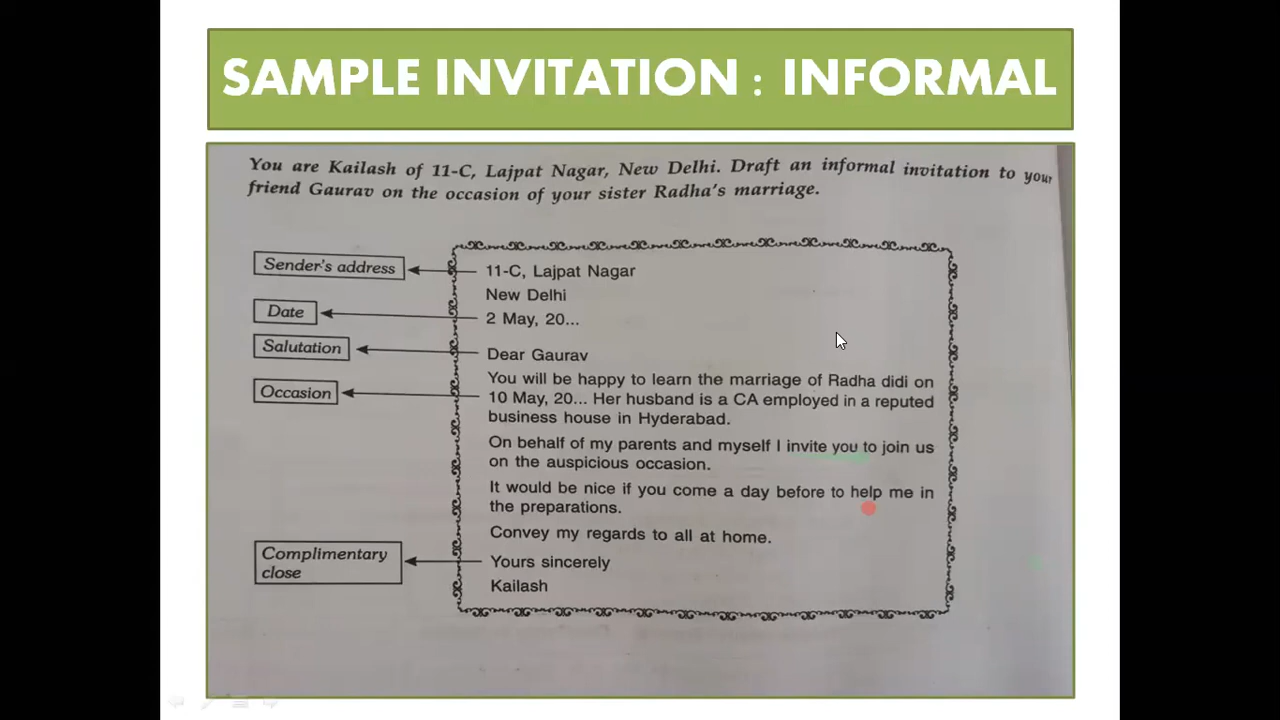 SAMPLE INVITATION : INFORMAL
You are Kailash of 11-C, Lajpat Nagar, New Delhi. Draft an informal invitation to your
friend Gaurav on the occasion of your sister Radha's marriage.
Sender's address
11-C, Lajpat Nagar
New Delhi
Date
2 May, 20...
Salutation
Dear Gaurav
You will be happy to learn the marriage of Radha didi on
Occasion
10 May, 20... Her husband is a CA employed in a reputed
business house in Hyderabad.
On behalf of my parents and myself I invite you to join us
on the auspicious occasion.
It would be nice if you come a day before to help me in
the preparations.
Convey my regards to all at home.
Complimentary
close
Yours sincerely
Kailash